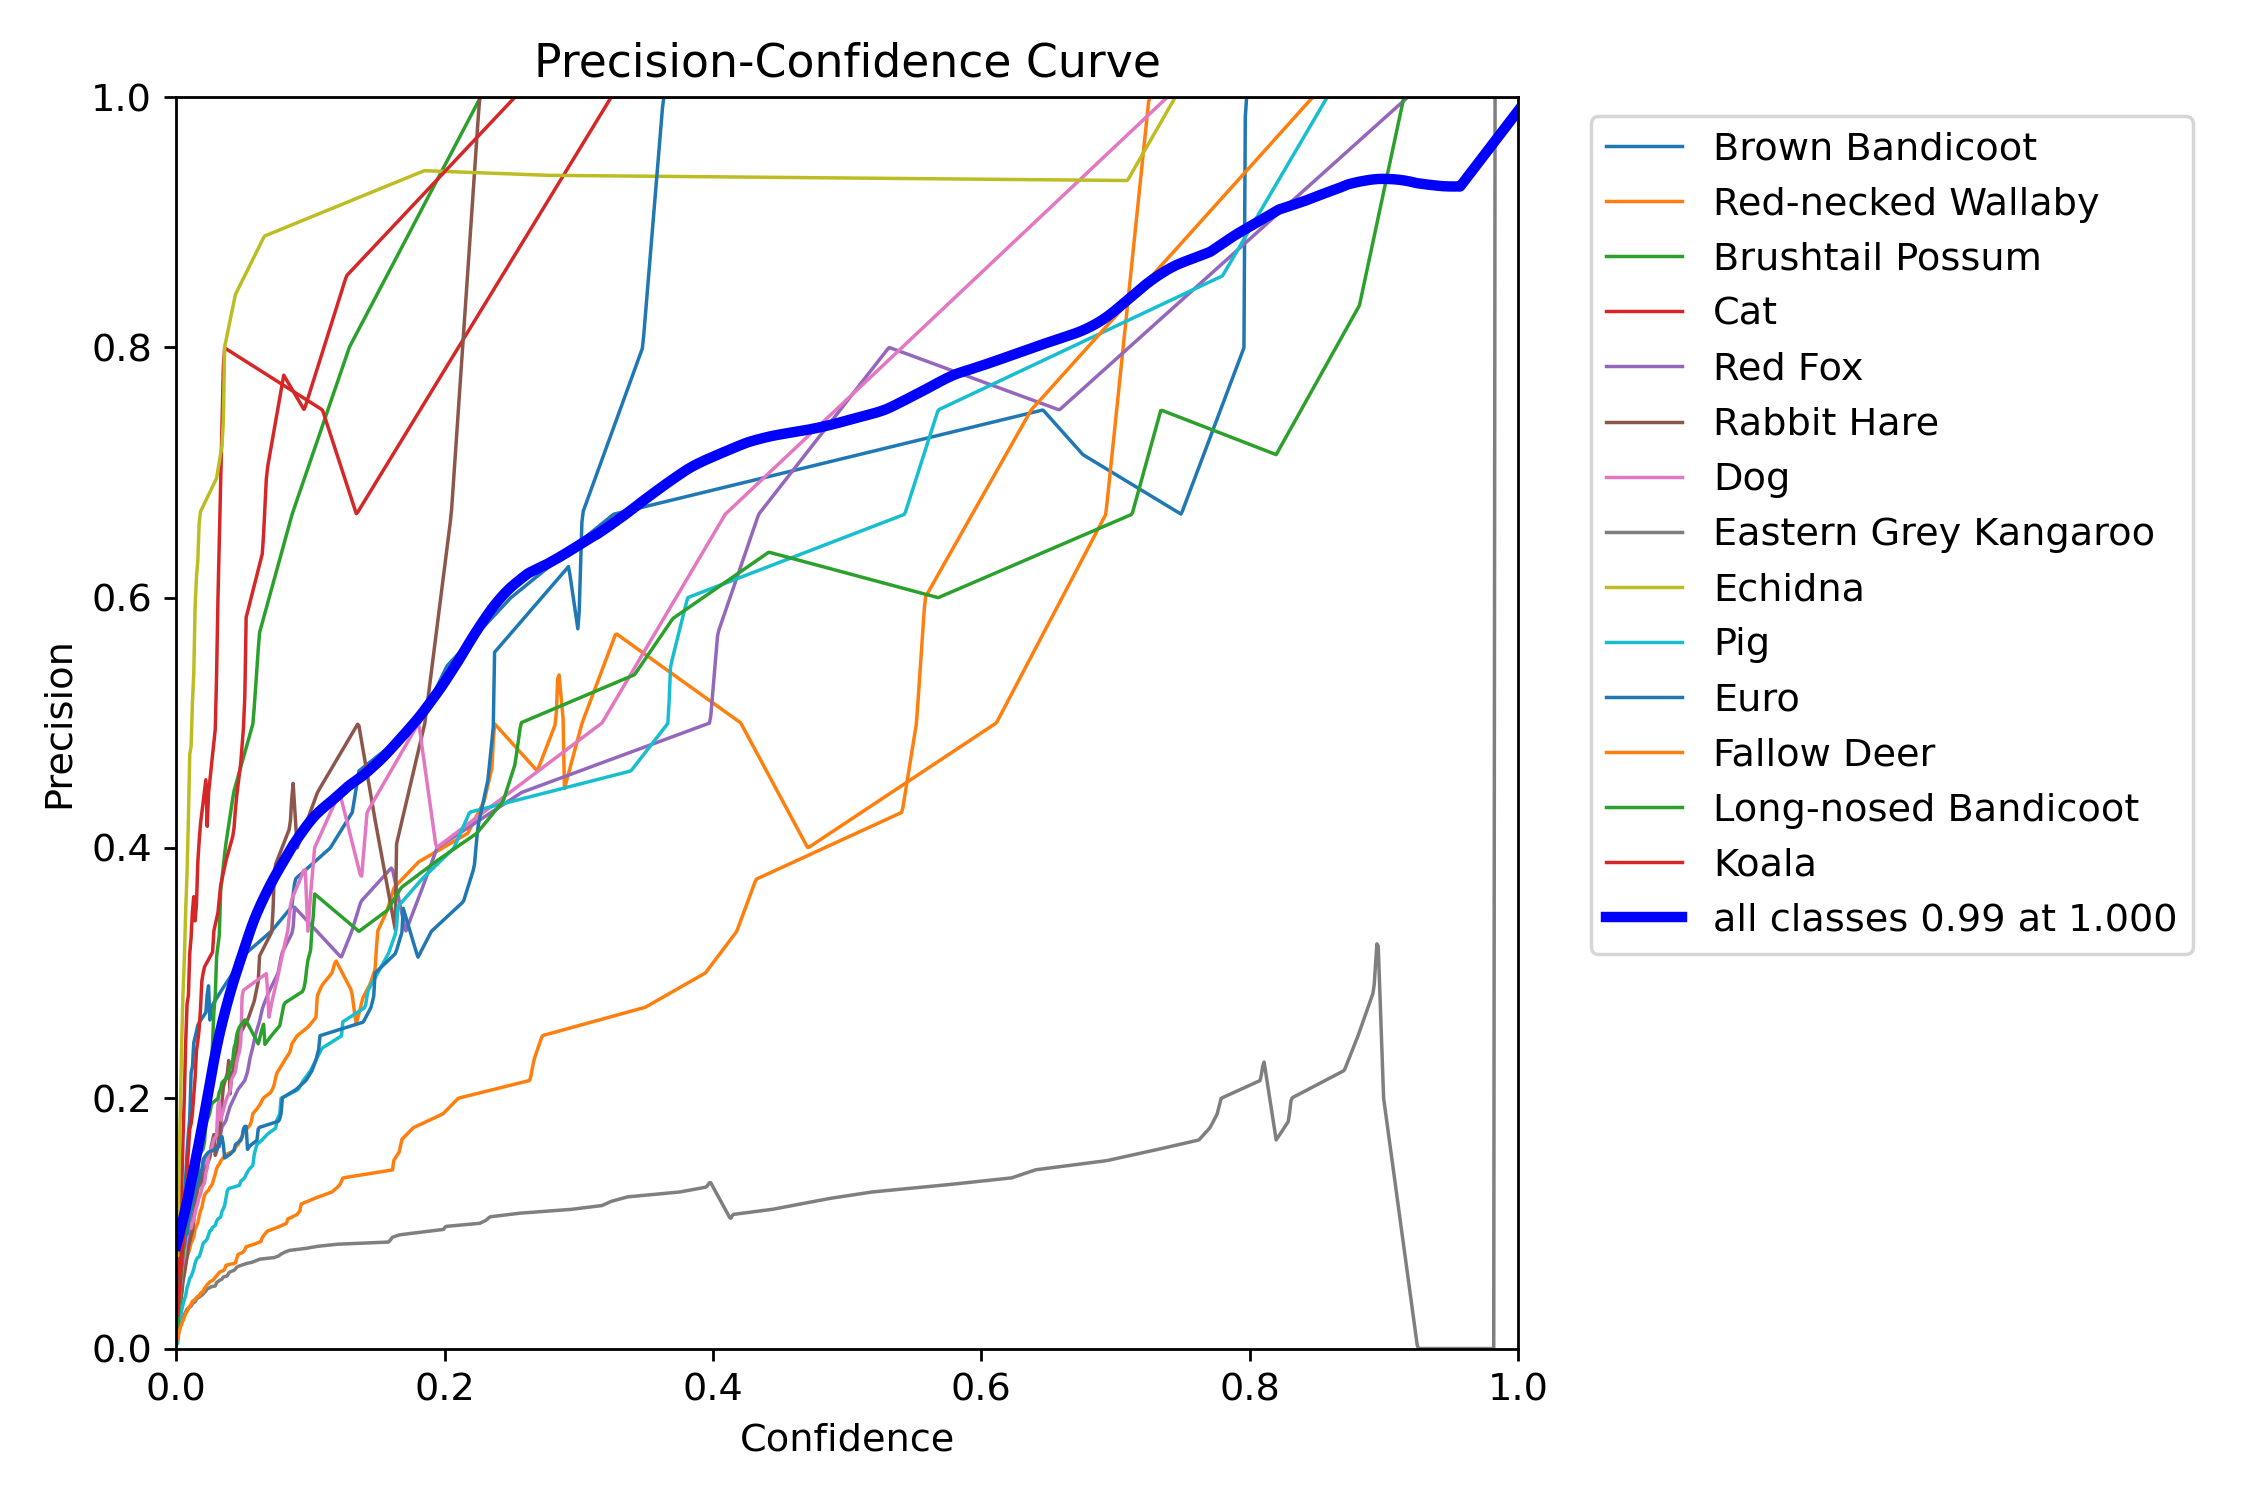 Precision-Confidence Curve
1.0
0.8
0.6
0.4
0.2
0.0
Precision
0.0 0.2 0.4 0.6 0.8 1.0
Confidence
Brown Bandicoot
Red-necked Wallaby
Brushtail Possum
Cat
Red Fox
Rabbit Hare
Dog
Eastern Grey Kangaroo
Echidna
Pig
Euro
Fallow Deer
Long-nosed Bandicoot
Koala
all classes 0.99 at 1.000